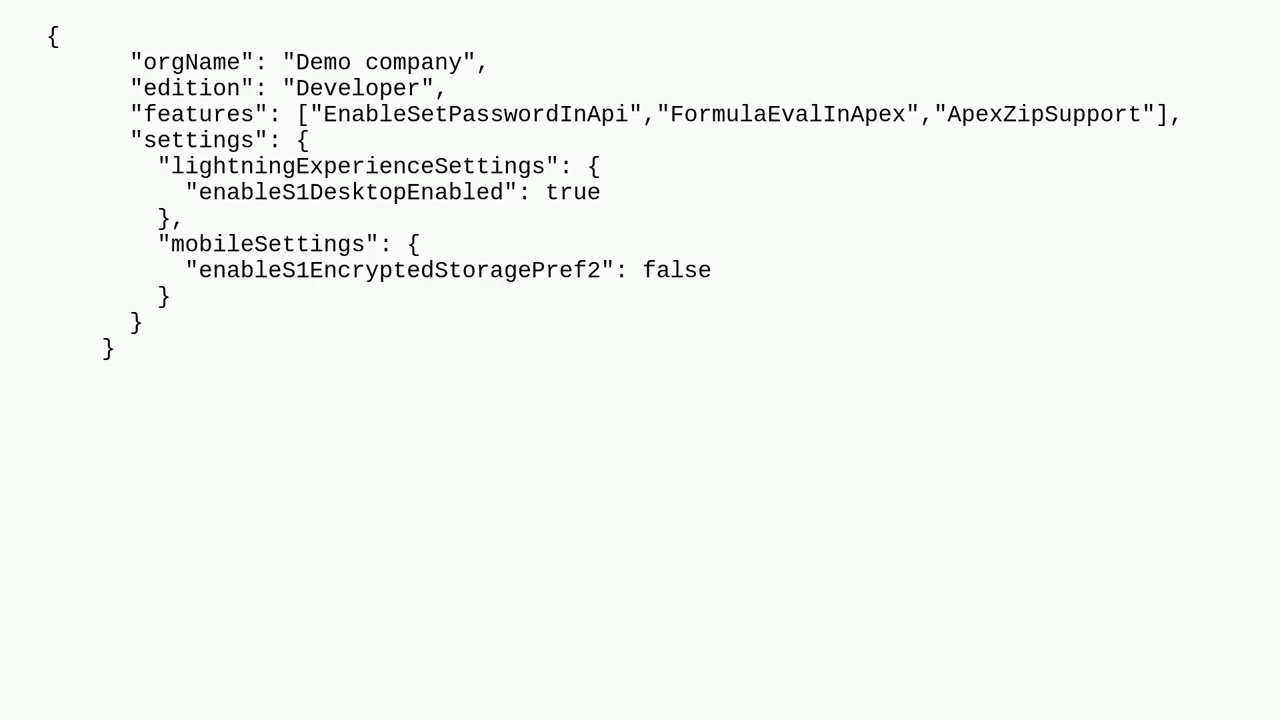 {
      "orgName": "Demo company",
      "edition": "Developer",
      "features": ["EnableSetPasswordInApi","FormulaEvalInApex","ApexZipSupport"],
      "settings": {
        "lightningExperienceSettings": {
          "enableS1DesktopEnabled": true
        },
        "mobileSettings": {
          "enableS1EncryptedStoragePref2": false
        }
      }
    }